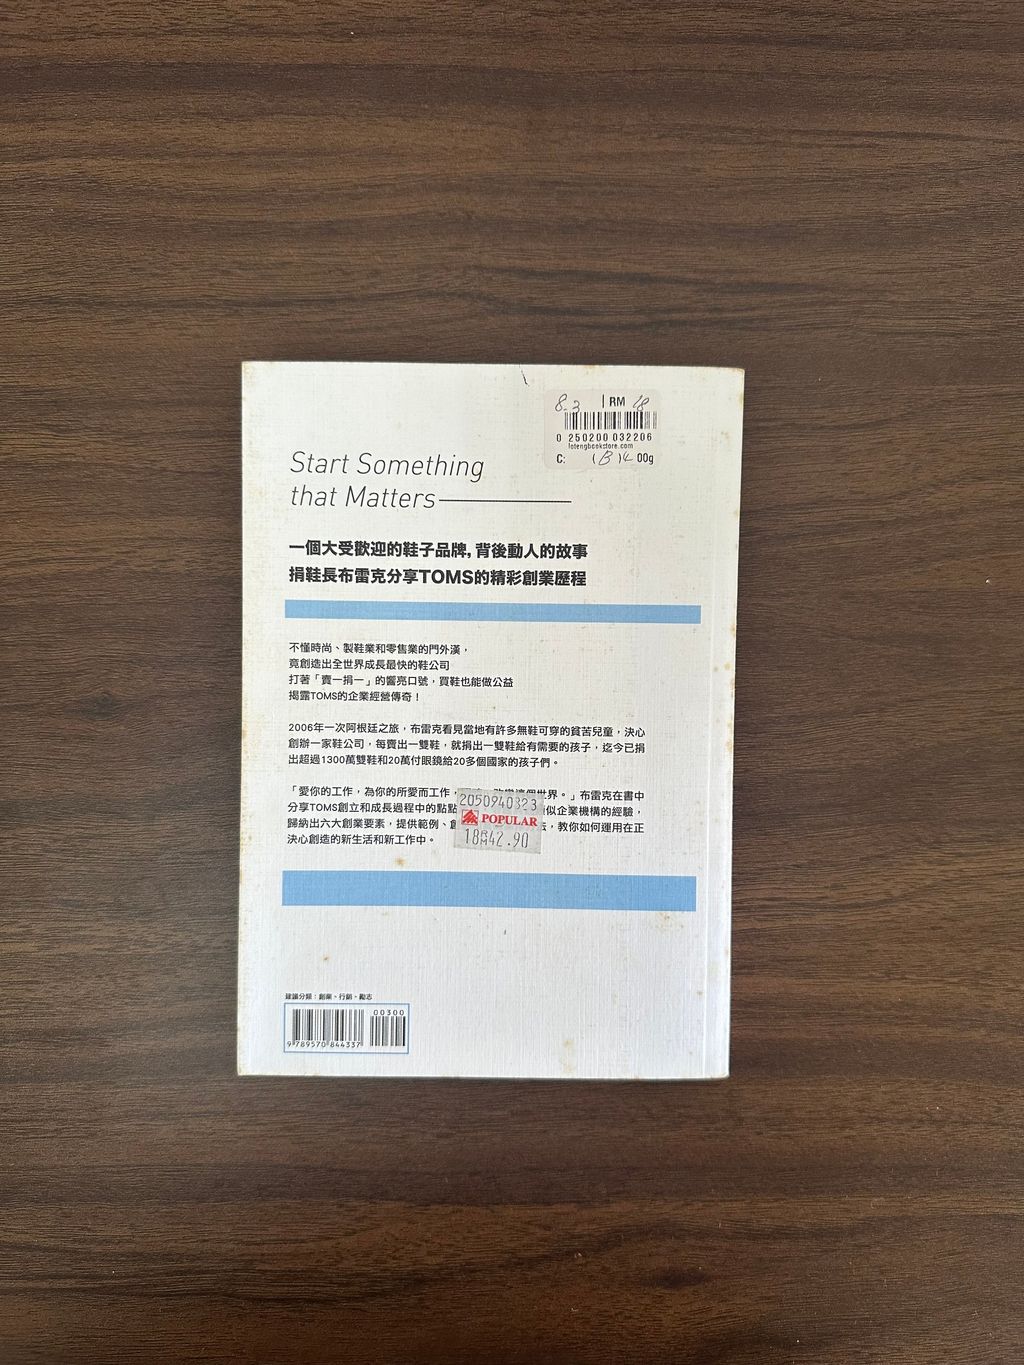 8.3 RM 18
0 250200 032206
lotengbookstore.com
C: (B) 00g
Start Something
that Matters
一個大受歡迎的鞋子品牌,背後動人的故事
捐鞋長布雷克分享TOMS的精彩創業歷程
不懂時尚、製鞋業和零售業的門外漢，
竟創造出全世界成長最快的鞋公司
打著「賣一捐一」的響亮口號，買鞋也能做公益
揭露TOMS的企業經營傳奇！
2006年一次阿根廷之旅，布雷克看見當地有許多無鞋可穿的貧苦兒童，決心
創辦一家鞋公司，每賣出一雙鞋，就捐出一雙鞋給有需要的孩子，迄今已捐
出超過1300萬雙鞋和20萬付眼鏡給20多個國家的孩子們。
「愛你的工作，為你的所愛而工作，世界。」布雷克在書中
2050940323
分享TOMS創立和成長過程中的點點似企業機構的經驗，
POPULAR
歸納出六大創業要素，提供範例、，教你如何運用在正
18RM42.90
決心創造的新生活和新工作中。
建議分類：創業、行銷、勵志
00300
9 789570 844337